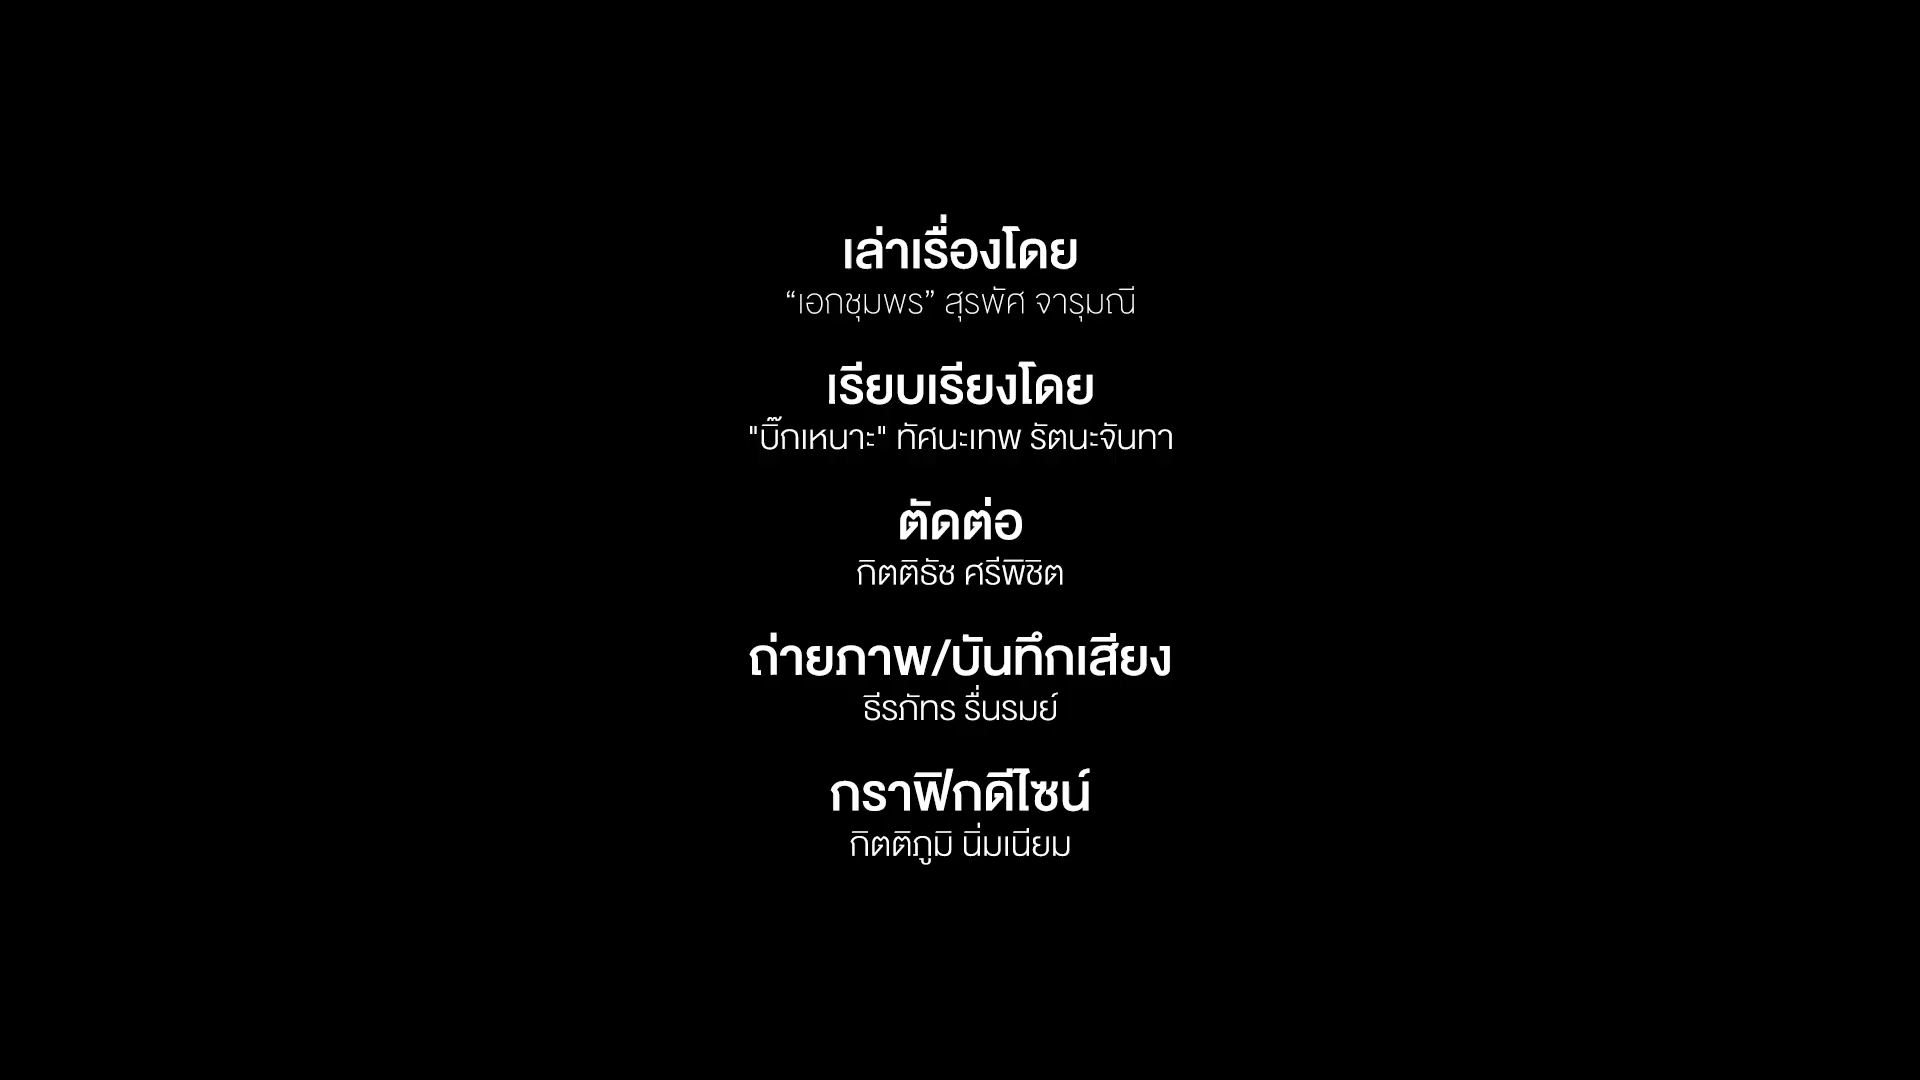 เล่าเรื่องโดย
“เอกชุมพร” สุรพัศ จารุมณี
เรียบเรียงโดย
"บิ๊กเหนาะ" ทัศนะเทพ รัตนะจันทา
ตัดต่อ
กิตติธัช ศรีพิชิต
ถ่ายภาพ/บันทึกเสียง
ธีรภัทร รื่นรมย์
กราฟิกดีไซน์
กิตติภูมิ นิ่มเนียม